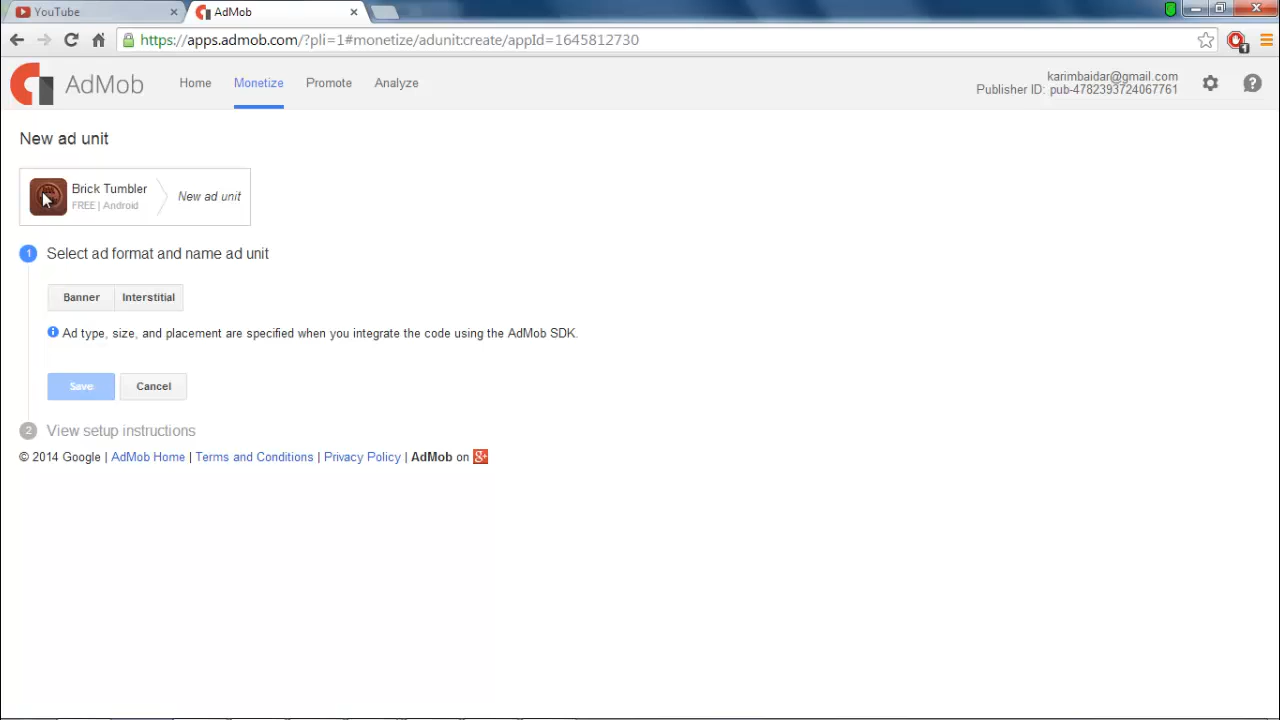 YouTube
AdMob
https://apps.admob.com/?pli=1#monetize/adunit:create/appId=1645812730
1
AdMob
Home
Monetize
Promote
Analyze
karimbaidar@gmail.com
Publisher ID: pub-4782393724067761
New ad unit
Brick Tumbler
FREE | Android
New ad unit
1 Select ad format and name ad unit
Banner
Interstitial
Ad type, size, and placement are specified when you integrate the code using the AdMob SDK.
Save
Cancel
2 View setup instructions
© 2014 Google | AdMob Home | Terms and Conditions | Privacy Policy | AdMob on g+